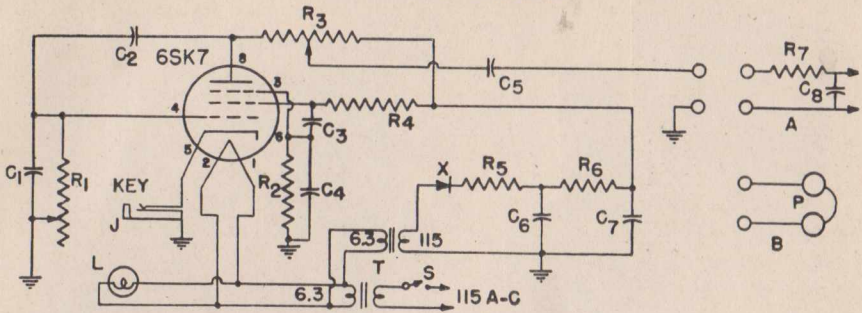 R3
R7
C2
6SK7
8
3
C5
C8
A
4
R4
C3
6
5
2
1
C1
R1
KEY
J
R2
C4
X
R5
R6
P
6.3
115
C6
C7
B
L
T
S
6.3
115 A-C